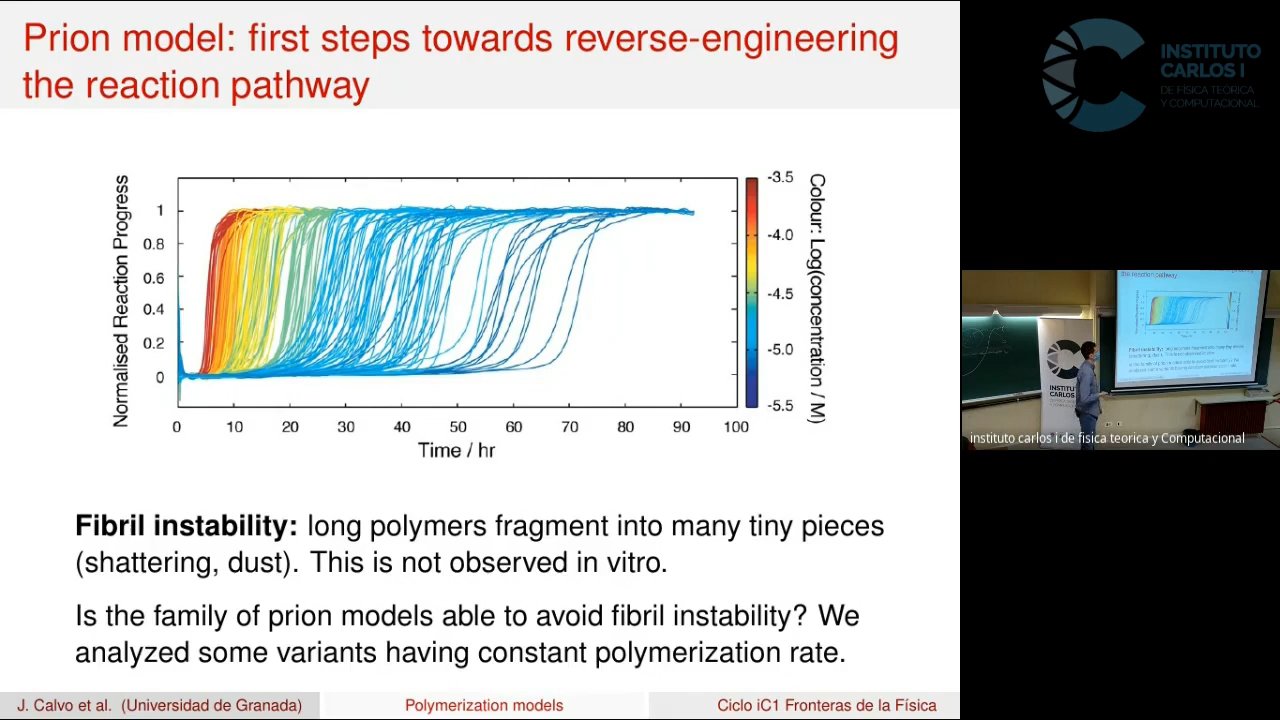 Prion model: first steps towards reverse-engineering
the reaction pathway
Normalised Reaction Progress
1
0.8
0.6
0.4
0.2
0
0 10 20 30 40 50 60 70 80 90 100
Time / hr
-3.5
-4.0
-4.5
-5.0
-5.5
Colour: Log(concentration / M)
Fibril instability: long polymers fragment into many tiny pieces
(shattering, dust). This is not observed in vitro.
Is the family of prion models able to avoid fibril instability? We
analyzed some variants having constant polymerization rate.
J. Calvo et al. (Universidad de Granada)
Polymerization models
Ciclo iC1 Fronteras de la Física
INSTITUTO
CARLOS I
DE FÍSICA TEÓRICA
Y COMPUTACIONAL
the reaction pathway
INSTITU
CARLOS
instituto carlos i de fisica teorica y Computacional